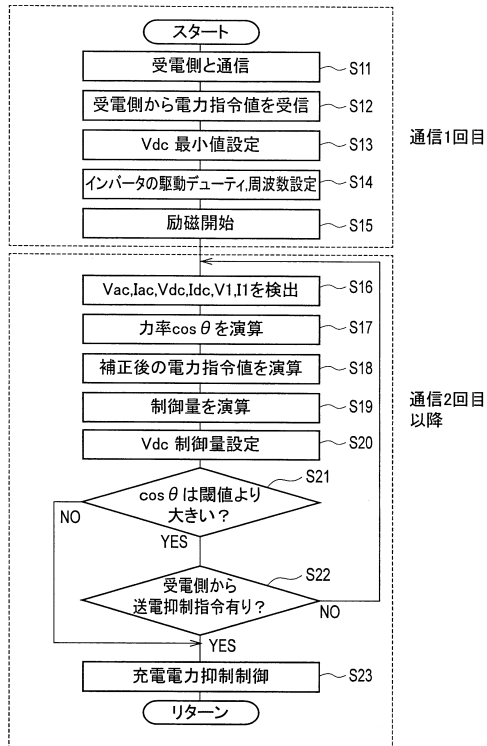 スタート
受電側と通信
S11
受電側から電力指令値を受信
S12
Vdc 最小値設定
S13
インバータの駆動デューティ,周波数設定
S14
励磁開始
S15
通信1回目
Vac,Iac,Vdc,Idc,V1,I1を検出
S16
力率cosθを演算
S17
補正後の電力指令値を演算
S18
制御量を演算
S19
Vdc 制御量設定
S20
通信2回目
以降
S21
cosθは閾値より
大きい？
NO
YES
S22
受電側から
送電抑制指令有り？
NO
YES
充電電力抑制制御
S23
リターン